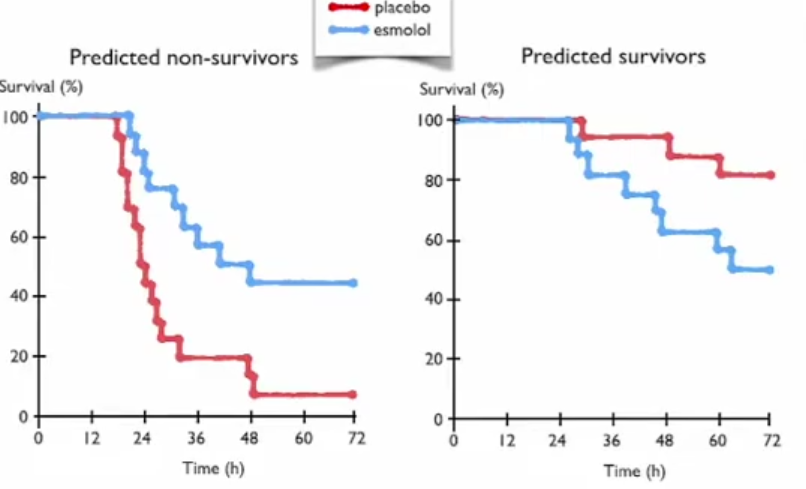 placebo
esmolol
Predicted non-survivors
Survival (%)
100
80
60
40
20
0
0 12 24 36 48 60 72
Time (h)
Predicted survivors
Survival (%)
100
80
60
40
20
0
0 12 24 36 48 60 72
Time (h)